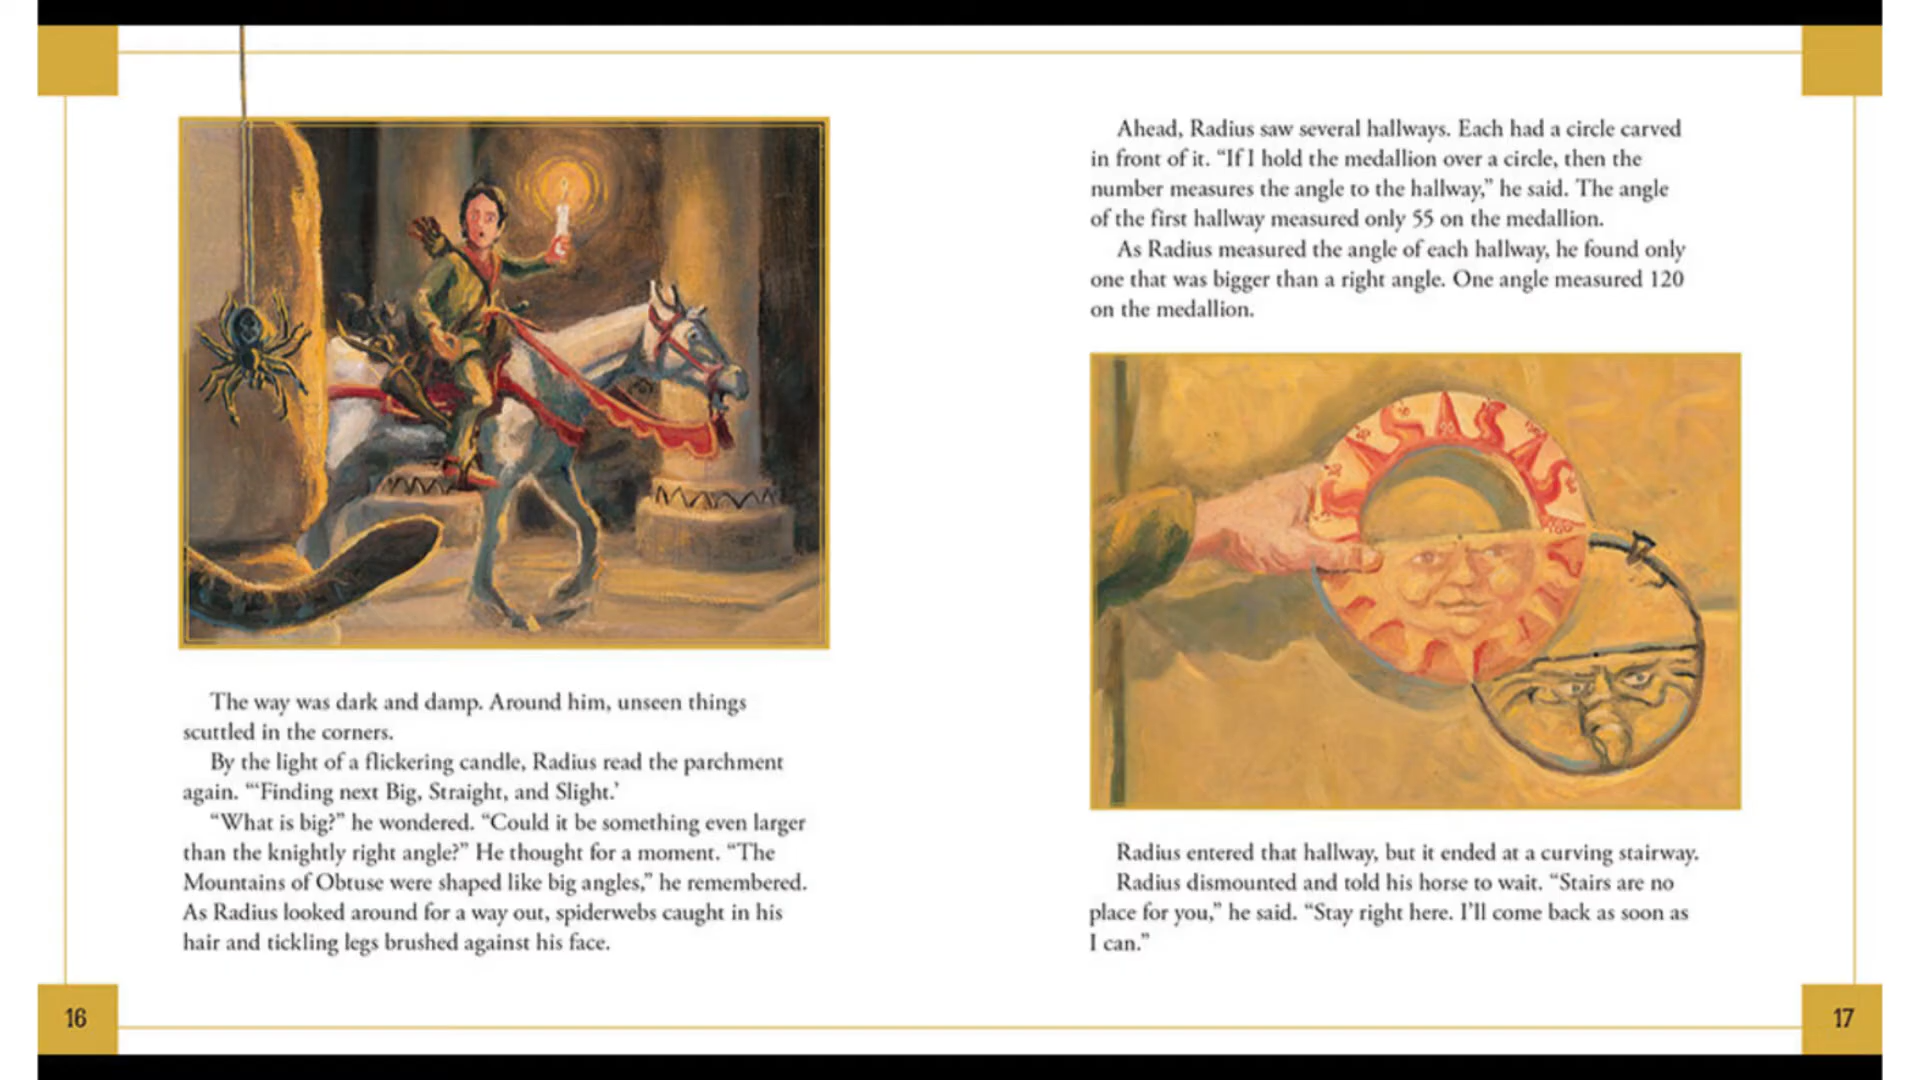 The way was dark and damp. Around him, unseen things
scuttled in the corners.
By the light of a flickering candle, Radius read the parchment
again. “‘Finding next Big, Straight, and Slight.’
“What is big?” he wondered. “Could it be something even larger
than the knightly right angle?” He thought for a moment. “The
Mountains of Obtuse were shaped like big angles,” he remembered.
As Radius looked around for a way out, spiderwebs caught in his
hair and tickling legs brushed against his face.
16
Ahead, Radius saw several hallways. Each had a circle carved
in front of it. “If I hold the medallion over a circle, then the
number measures the angle to the hallway,” he said. The angle
of the first hallway measured only 55 on the medallion.
As Radius measured the angle of each hallway, he found only
one that was bigger than a right angle. One angle measured 120
on the medallion.
Radius entered that hallway, but it ended at a curving stairway.
Radius dismounted and told his horse to wait. “Stairs are no
place for you,” he said. “Stay right here. I’ll come back as soon as
I can.”
17